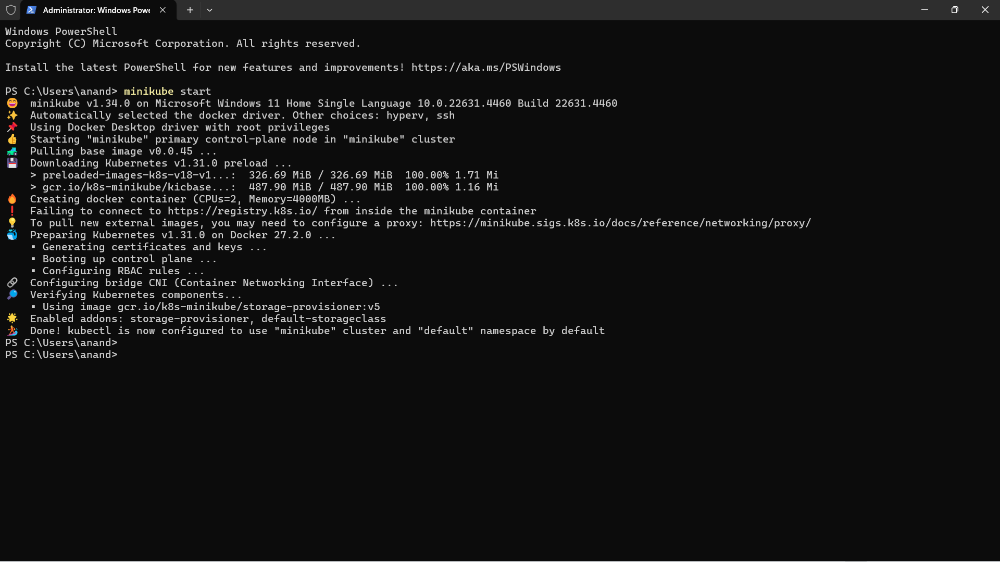 Administrator: Windows Powe
Windows PowerShell
Copyright (C) Microsoft Corporation. All rights reserved.
Install the latest PowerShell for new features and improvements! https://aka.ms/PSWindows
PS C:\Users\anand> minikube start
😄  minikube v1.34.0 on Microsoft Windows 11 Home Single Language 10.0.22631.4460 Build 22631.4460
✨  Automatically selected the docker driver. Other choices: hyperv, ssh
📌  Using Docker Desktop driver with root privileges
👍  Starting "minikube" primary control-plane node in "minikube" cluster
🚜  Pulling base image v0.0.45 ...
💾  Downloading Kubernetes v1.31.0 preload ...
> preloaded-images-k8s-v18-v1...:  326.69 MiB / 326.69 MiB  100.00% 1.71 Mi
> gcr.io/k8s-minikube/kicbase...:  487.90 MiB / 487.90 MiB  100.00% 1.16 Mi
🔥  Creating docker container (CPUs=2, Memory=4000MB) ...
❗  Failing to connect to https://registry.k8s.io/ from inside the minikube container
💡  To pull new external images, you may need to configure a proxy: https://minikube.sigs.k8s.io/docs/reference/networking/proxy/
🐳  Preparing Kubernetes v1.31.0 on Docker 27.2.0 ...
▪ Generating certificates and keys ...
▪ Booting up control plane ...
▪ Configuring RBAC rules ...
🔗  Configuring bridge CNI (Container Networking Interface) ...
🔎  Verifying Kubernetes components...
▪ Using image gcr.io/k8s-minikube/storage-provisioner:v5
🌟  Enabled addons: storage-provisioner, default-storageclass
🏄  Done! kubectl is now configured to use "minikube" cluster and "default" namespace by default
PS C:\Users\anand>
PS C:\Users\anand>